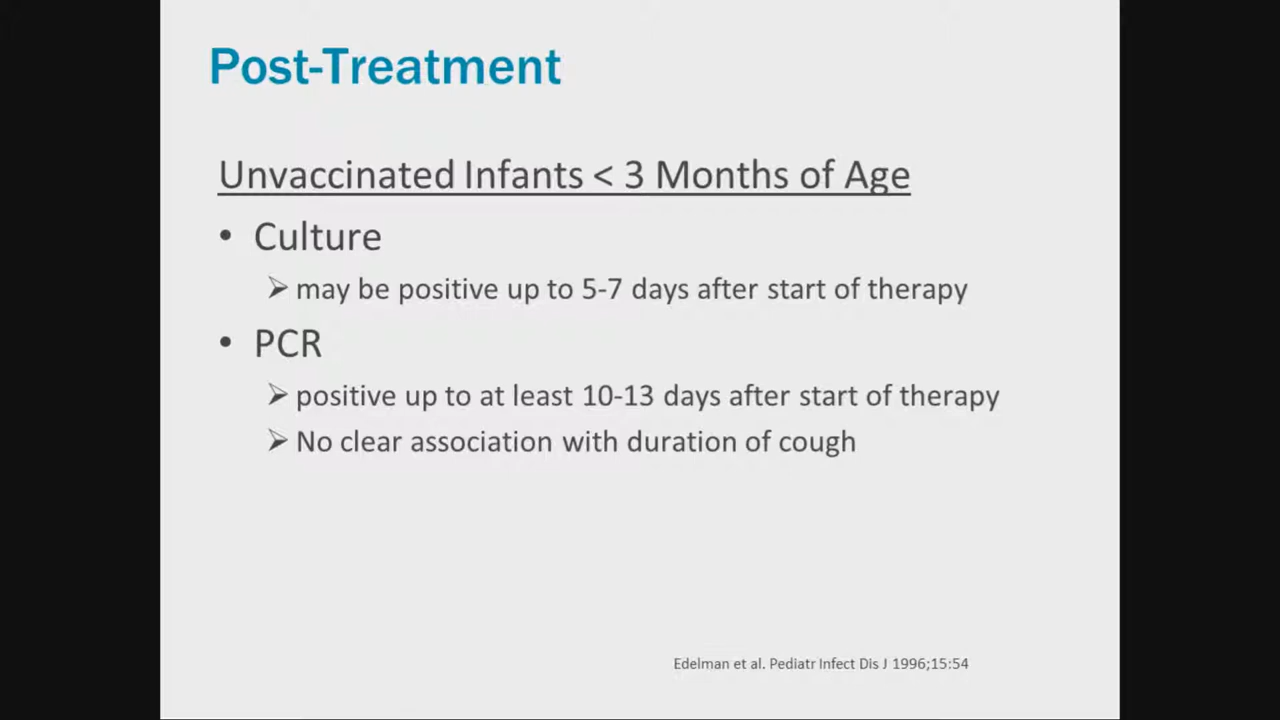 Post-Treatment
Unvaccinated Infants < 3 Months of Age
• Culture
➢ may be positive up to 5-7 days after start of therapy
• PCR
➢ positive up to at least 10-13 days after start of therapy
➢ No clear association with duration of cough
Edelman et al. Pediatr Infect Dis J 1996;15:54